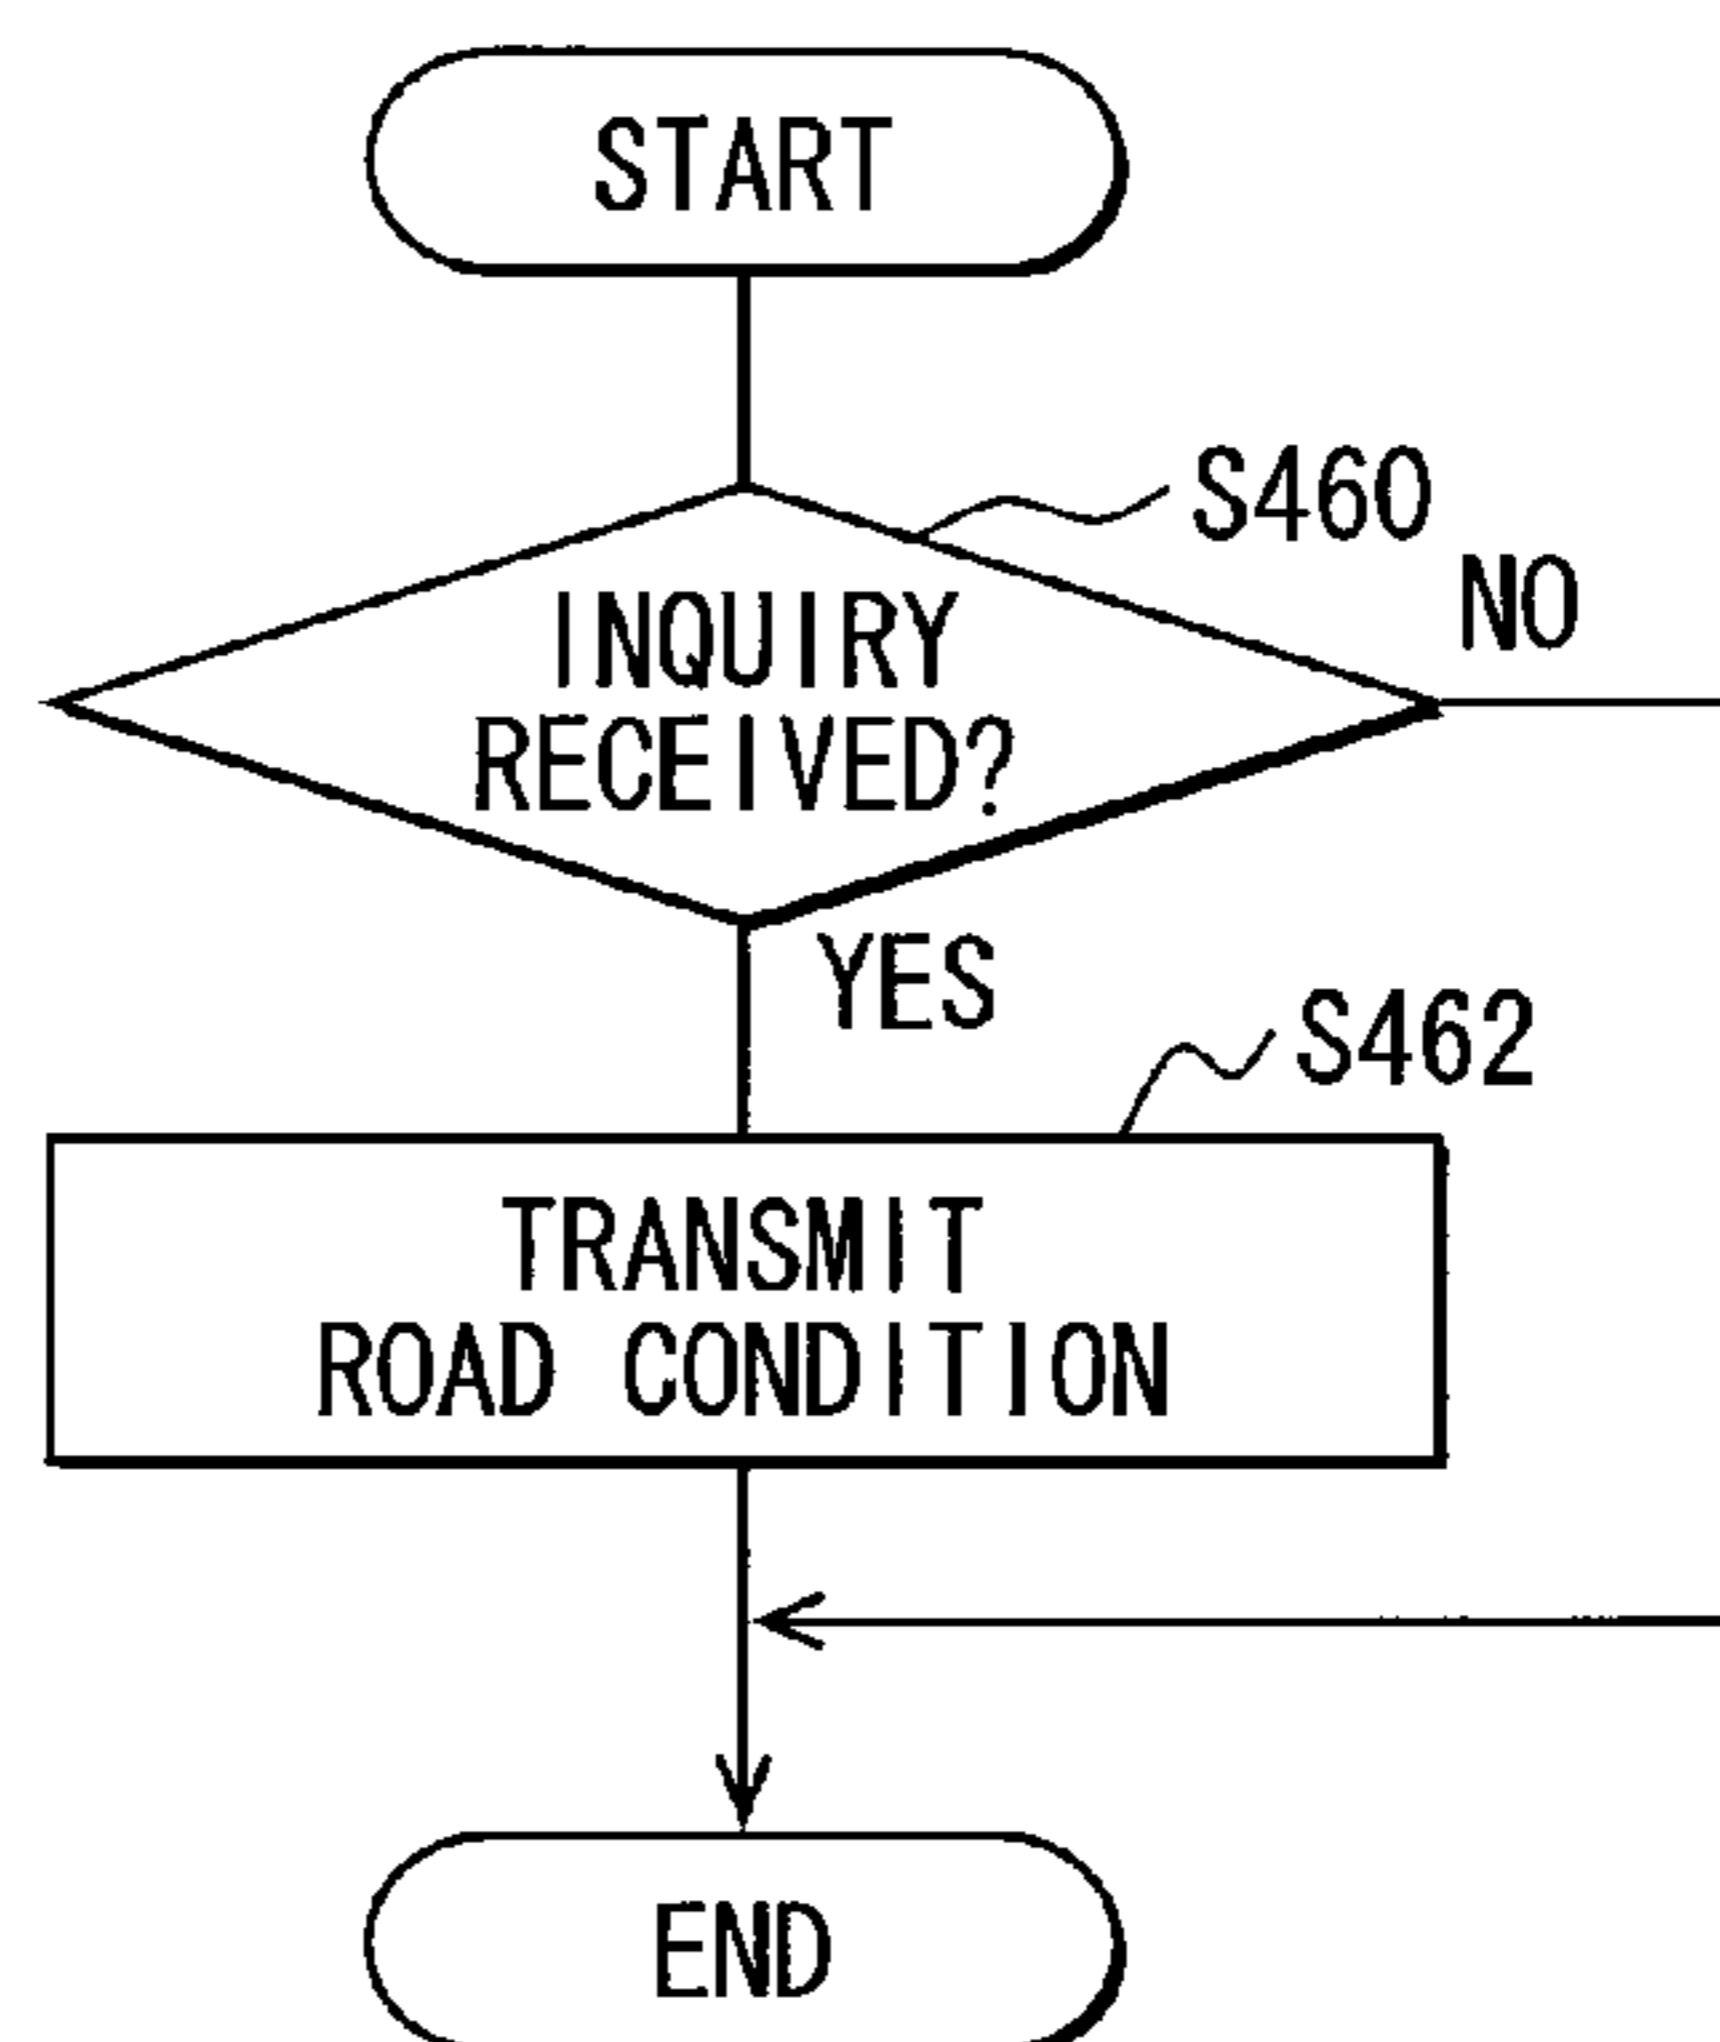 START
S460
NO
INQUIRY
RECEIVED?
YES
S462
TRANSMIT
ROAD CONDITION
END